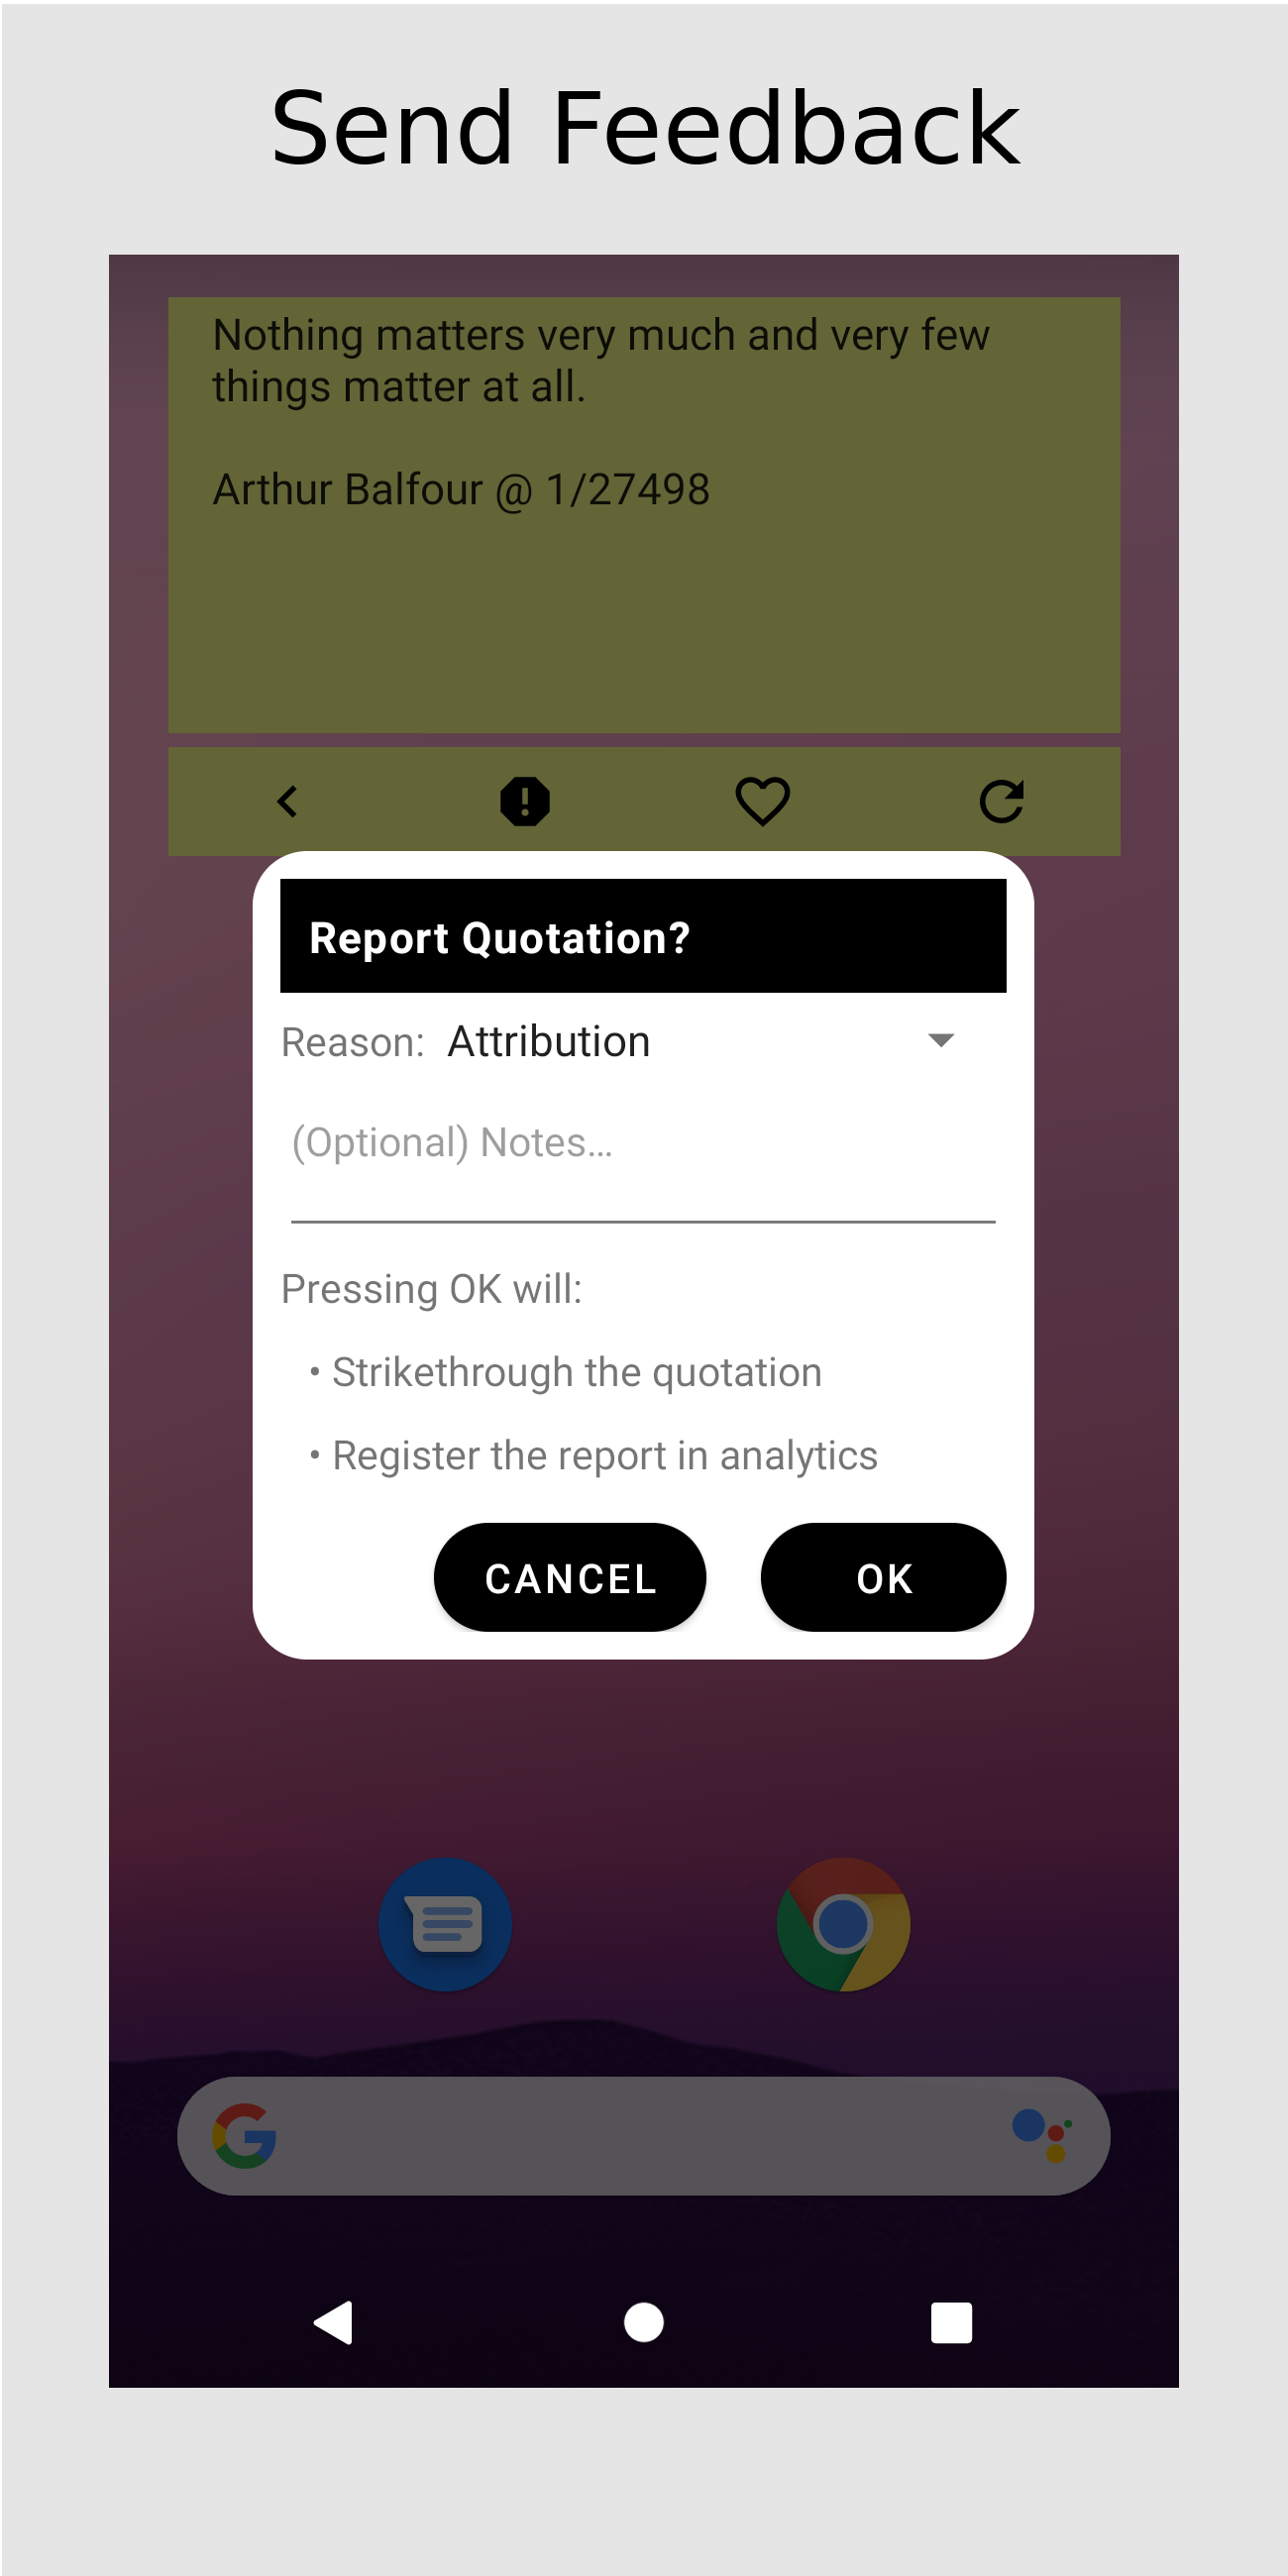 Send Feedback
Nothing matters very much and very few
things matter at all.
Arthur Balfour @ 1/27498
Report Quotation?
Reason: Attribution
(Optional) Notes…
Pressing OK will:
• Strikethrough the quotation
• Register the report in analytics
CANCEL OK